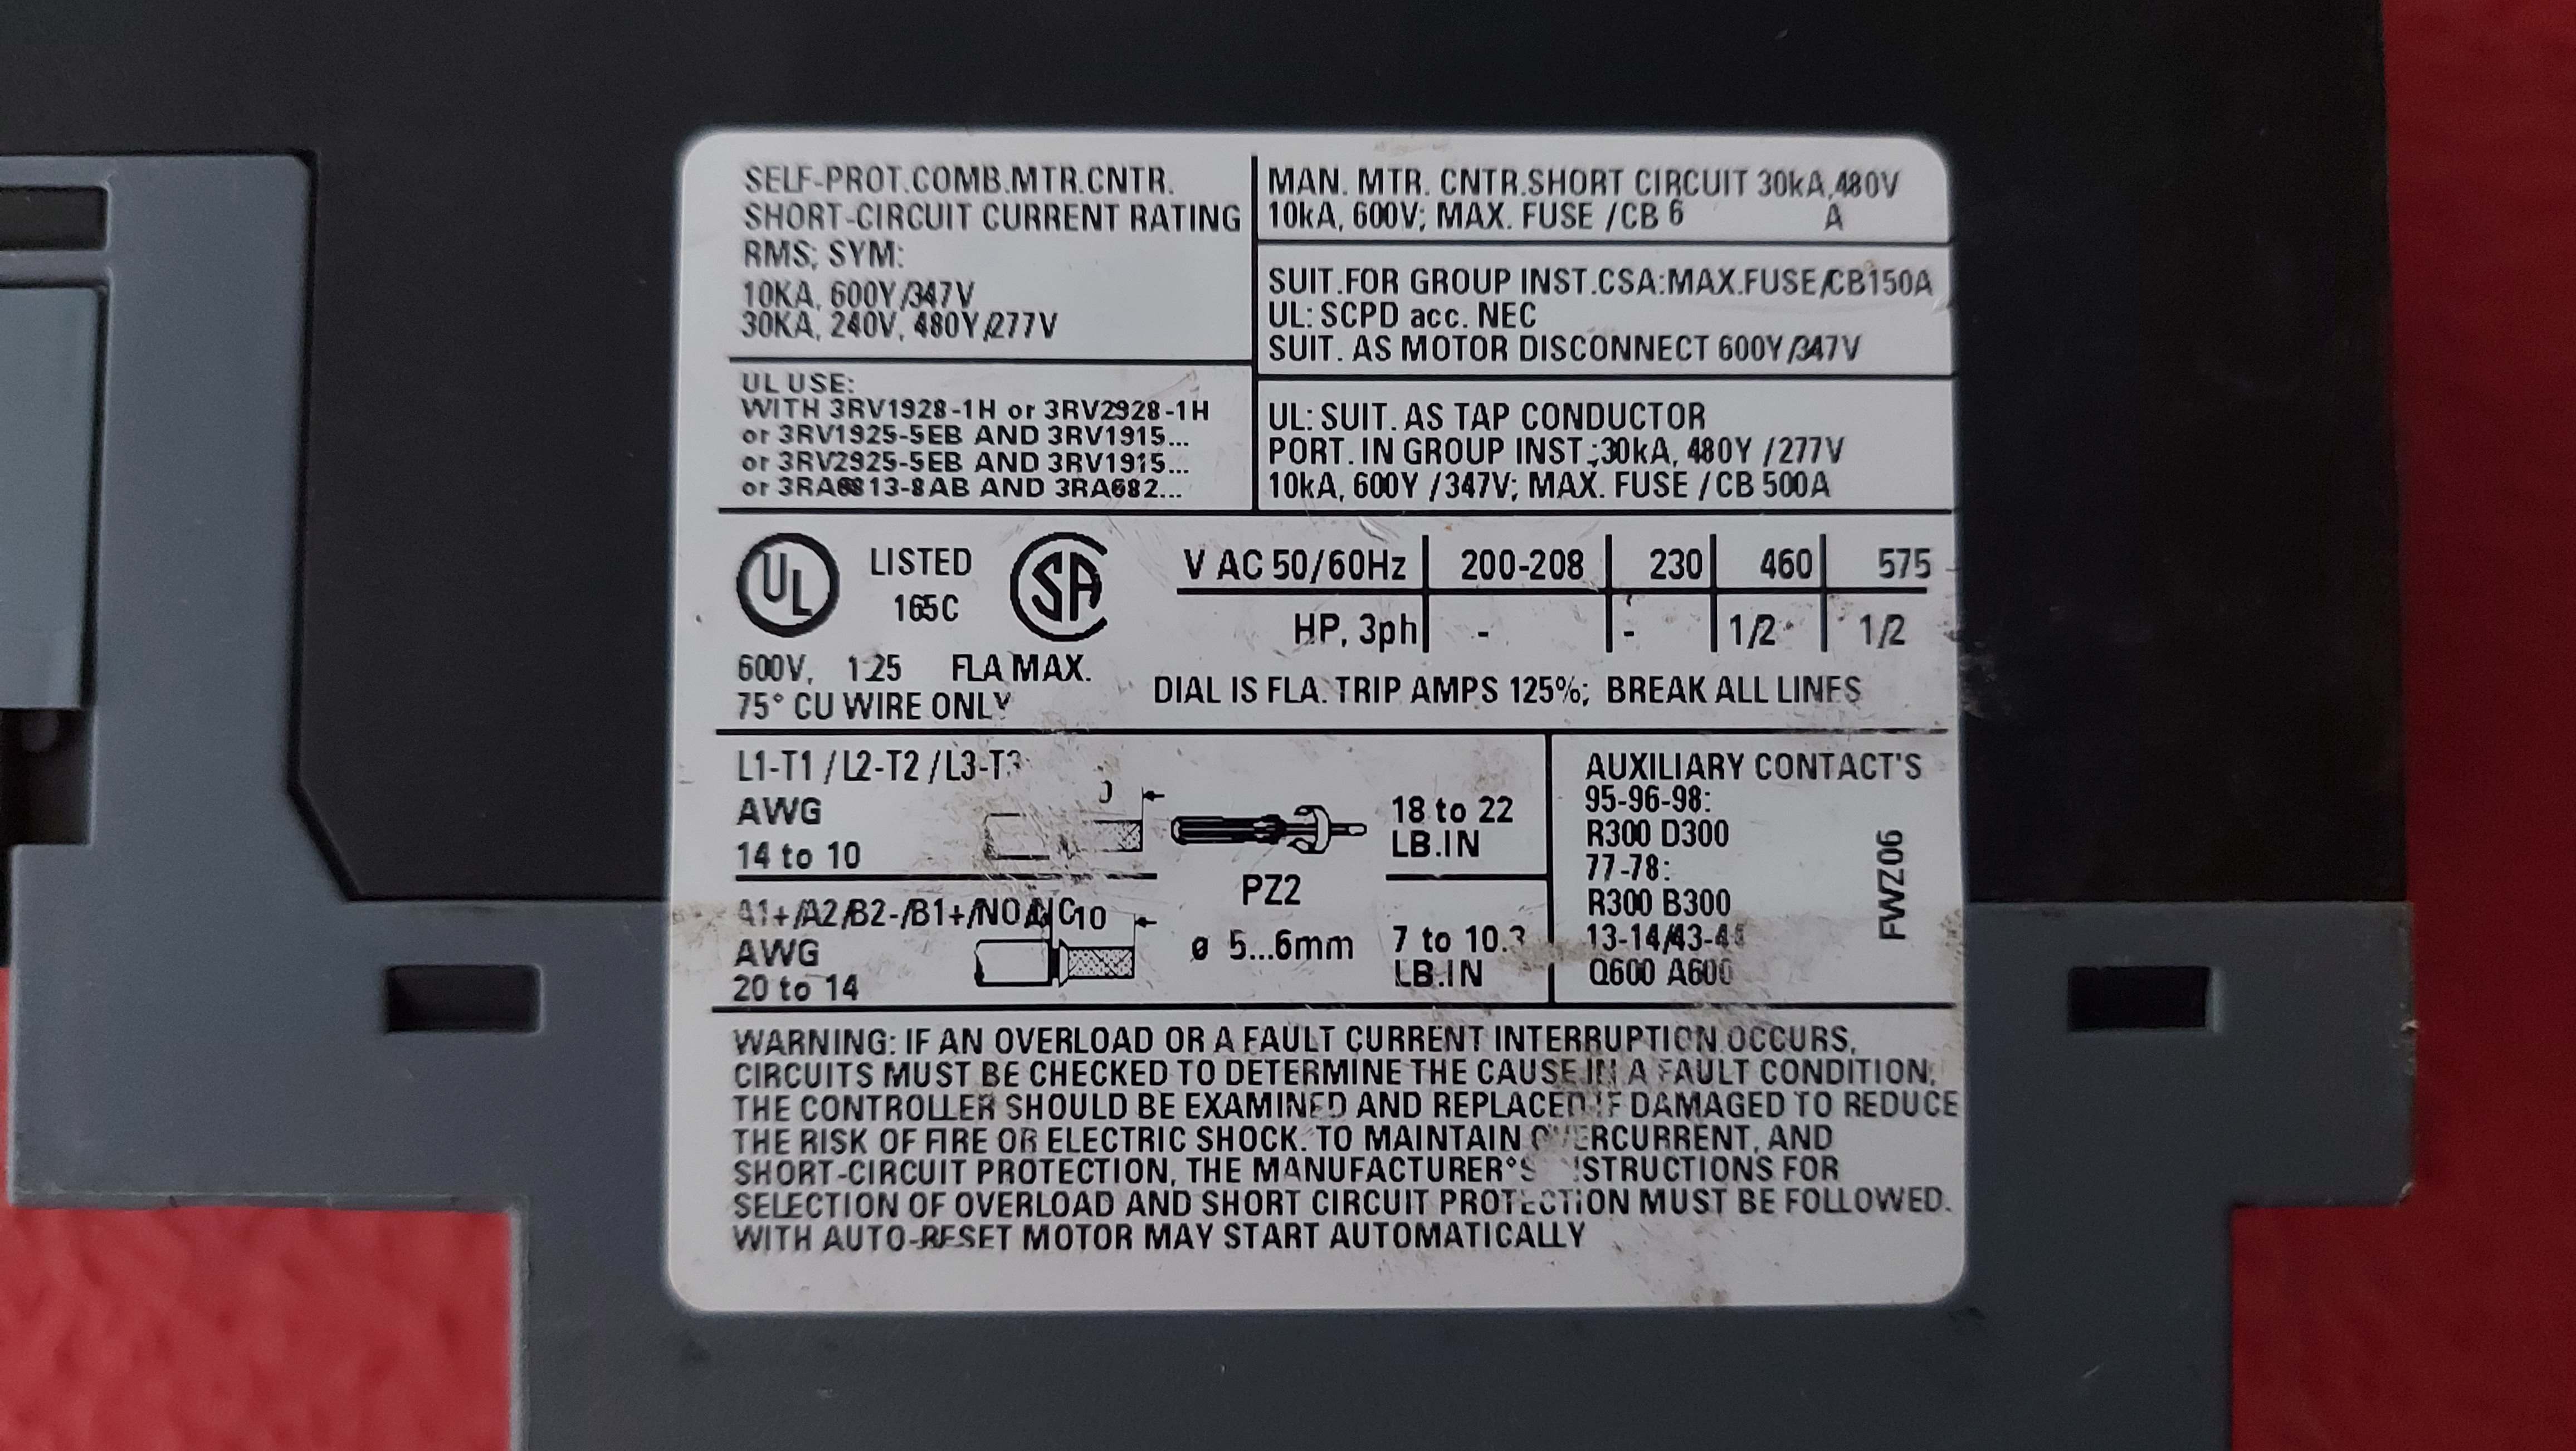 SELF-PROT.COMB.MTR.CNTR.
SHORT-CIRCUIT CURRENT RATING
RMS; SYM:
10KA, 600Y/347V
30KA, 240V, 480Y/277V
MAN. MTR. CNTR.SHORT CIRCUIT 30kA,480V
10kA, 600V; MAX. FUSE /CB 6 A
SUIT.FOR GROUP INST.CSA:MAX.FUSE/CB150A
UL: SCPD acc. NEC
SUIT. AS MOTOR DISCONNECT 600Y/347V
UL USE:
WITH 3RV1928-1H or 3RV2928-1H
or 3RV1925-5EB AND 3RV1915...
or 3RV2925-5EB AND 3RV1915...
or 3RA6813-8AB AND 3RA682...
UL: SUIT. AS TAP CONDUCTOR
PORT. IN GROUP INST.;30kA, 480Y /277V
10kA, 600Y /347V; MAX. FUSE /CB 500A
UL LISTED SA
165C
V AC 50/60Hz 200-208 230 460 575
HP, 3ph - - 1/2 1/2
600V, 1.25 FLA MAX.
75° CU WIRE ONLY
DIAL IS FLA. TRIP AMPS 125%; BREAK ALL LINES
L1-T1 /L2-T2 /L3-T3
AWG
14 to 10
18 to 22
LB.IN
PZ2
A1+/A2/B2-/B1+/NO/NC 10
AWG
20 to 14
ø 5...6mm
7 to 10.3
LB.IN
AUXILIARY CONTACT'S
95-96-98:
R300 D300
77-78:
R300 B300
13-14/43-44
Q600 A600
FWZ06
WARNING: IF AN OVERLOAD OR A FAULT CURRENT INTERRUPTION OCCURS,
CIRCUITS MUST BE CHECKED TO DETERMINE THE CAUSE IN A FAULT CONDITION,
THE CONTROLLER SHOULD BE EXAMINED AND REPLACED IF DAMAGED TO REDUCE
THE RISK OF FIRE OR ELECTRIC SHOCK. TO MAINTAIN OVERCURRENT, AND
SHORT-CIRCUIT PROTECTION, THE MANUFACTURER°S INSTRUCTIONS FOR
SELECTION OF OVERLOAD AND SHORT CIRCUIT PROTECTION MUST BE FOLLOWED.
WITH AUTO-RESET MOTOR MAY START AUTOMATICALLY